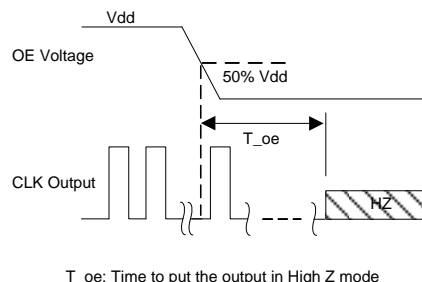 Vdd
OE Voltage
50% Vdd
T_oe
CLK Output
HZ
T_oe: Time to put the output in High Z mode